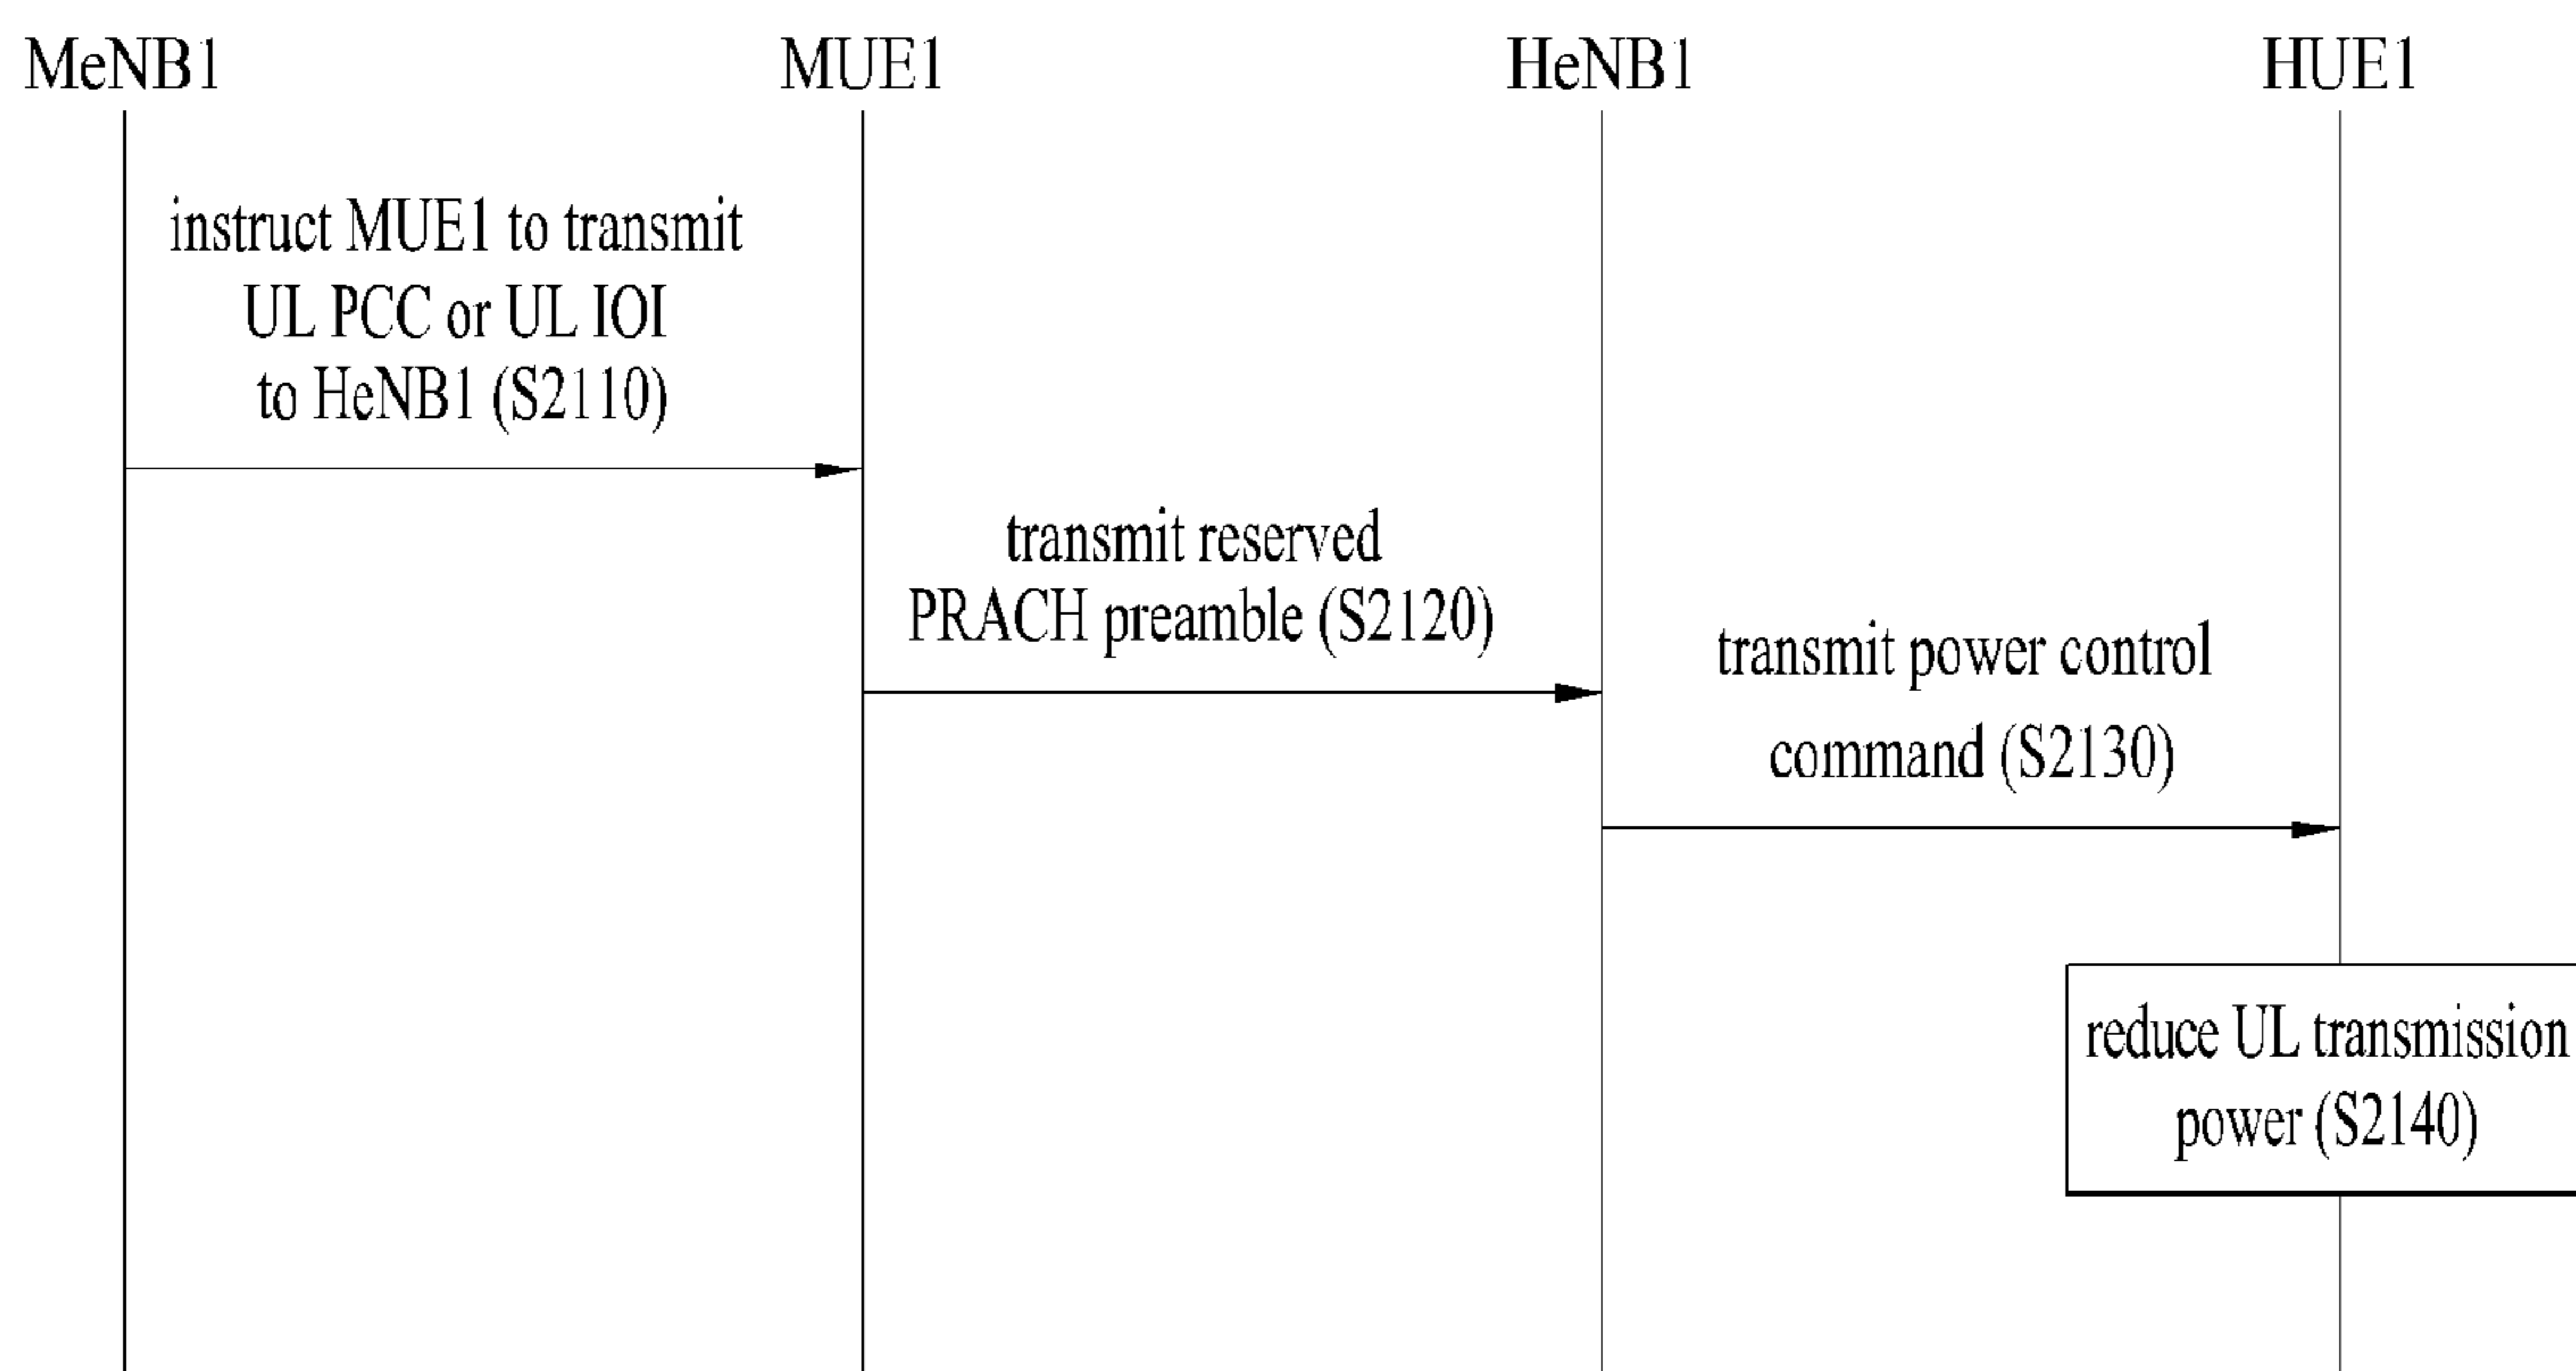 MeNB1
MUE1
HeNB1
HUE1
instruct MUE1 to transmit
UL PCC or UL IOI
to HeNB1 (S2110)
transmit reserved
PRACH preamble (S2120)
transmit power control
command (S2130)
reduce UL transmission
power (S2140)